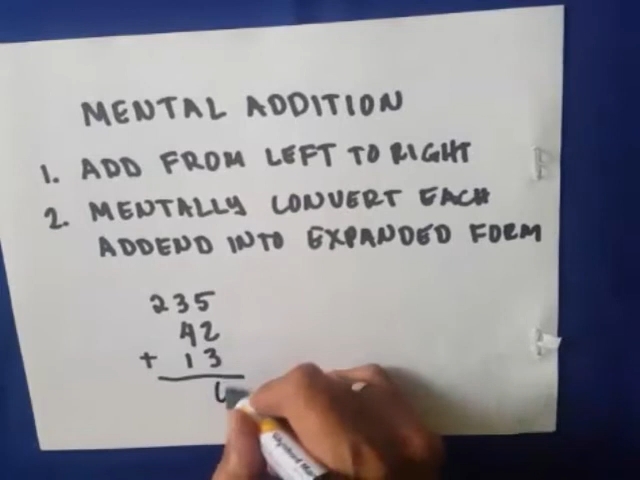 MENTAL ADDITION
1. ADD FROM LEFT TO RIGHT
2. MENTALLY CONVERT EACH
ADDEND INTO EXPANDED FORM
235
42
+ 13